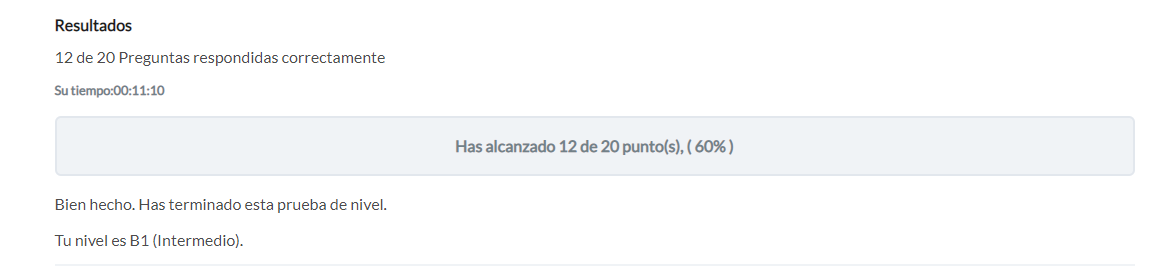 Resultados
12 de 20 Preguntas respondidas correctamente
Su tiempo:00:11:10
Has alcanzado 12 de 20 punto(s), ( 60% )
Bien hecho. Has terminado esta prueba de nivel.
Tu nivel es B1 (Intermedio).